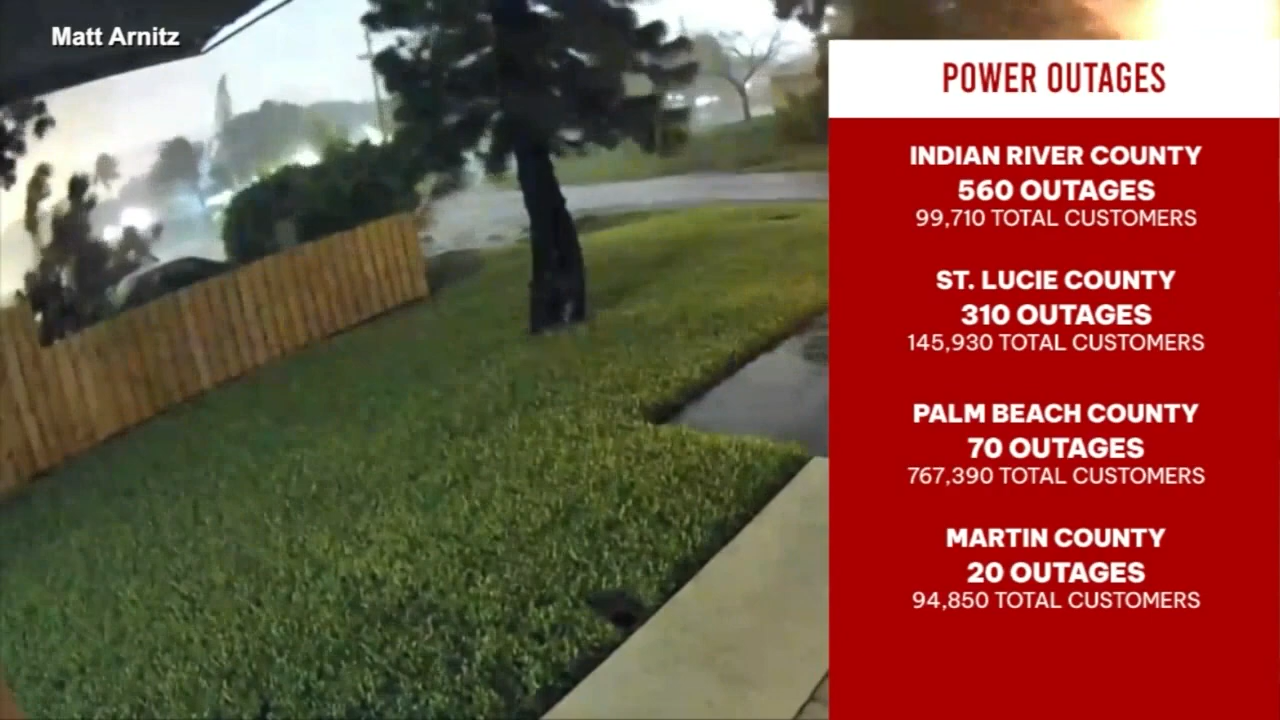 Matt Arnitz
POWER OUTAGES
INDIAN RIVER COUNTY
560 OUTAGES
99,710 TOTAL CUSTOMERS
ST. LUCIE COUNTY
310 OUTAGES
145,930 TOTAL CUSTOMERS
PALM BEACH COUNTY
70 OUTAGES
767,390 TOTAL CUSTOMERS
MARTIN COUNTY
20 OUTAGES
94,850 TOTAL CUSTOMERS